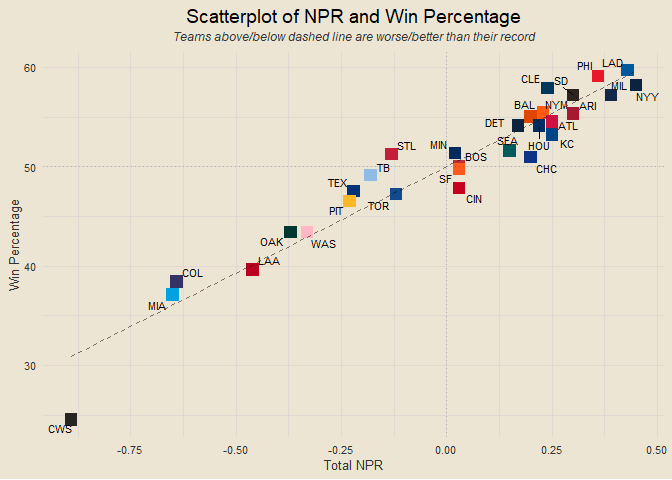 Scatterplot of NPR and Win Percentage
Teams above/below dashed line are worse/better than their record
60
50
40
30
Win Percentage
PHI
LAD
CLE
SD
MIL
NYY
BAL
NYM
ARI
DET
ATL
SEA
HOU
KC
STL
MIN
BOS
CHC
TB
SF
CIN
TEX
PIT
TOR
OAK
WAS
LAA
COL
MIA
CWS
-0.75
-0.50
-0.25
0.00
0.25
0.50
Total NPR